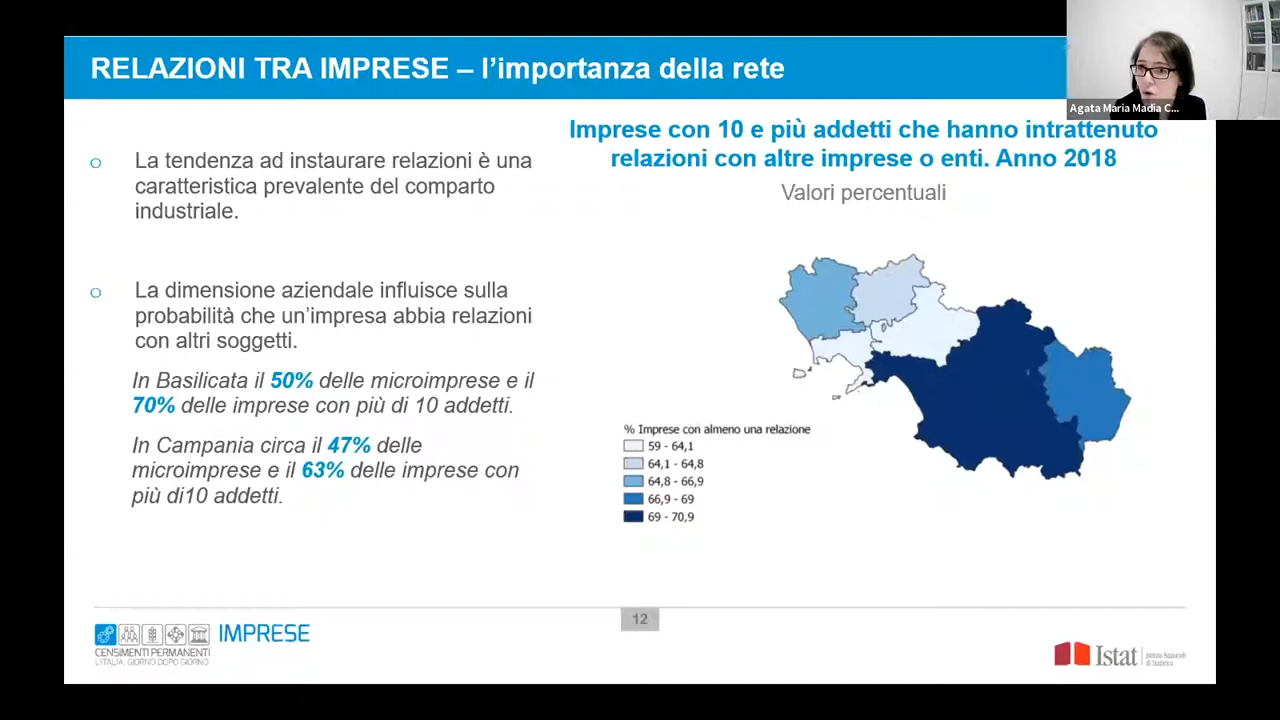 RELAZIONI TRA IMPRESE – l'importanza della rete
Agata Maria Madia C...
o La tendenza ad instaurare relazioni è una
caratteristica prevalente del comparto
industriale.
o La dimensione aziendale influisce sulla
probabilità che un'impresa abbia relazioni
con altri soggetti.
In Basilicata il 50% delle microimprese e il
70% delle imprese con più di 10 addetti.
In Campania circa il 47% delle
microimprese e il 63% delle imprese con
più di10 addetti.
Imprese con 10 e più addetti che hanno intrattenuto
relazioni con altre imprese o enti. Anno 2018
Valori percentuali
% Imprese con almeno una relazione
59 - 64,1
64,1 - 64,8
64,8 - 66,9
66,9 - 69
69 - 70,9
12
IMPRESE
CENSIMENTI PERMANENTI
L'ITALIA, GIORNO DOPO GIORNO
Istat
Istituto Nazionale
di Statistica